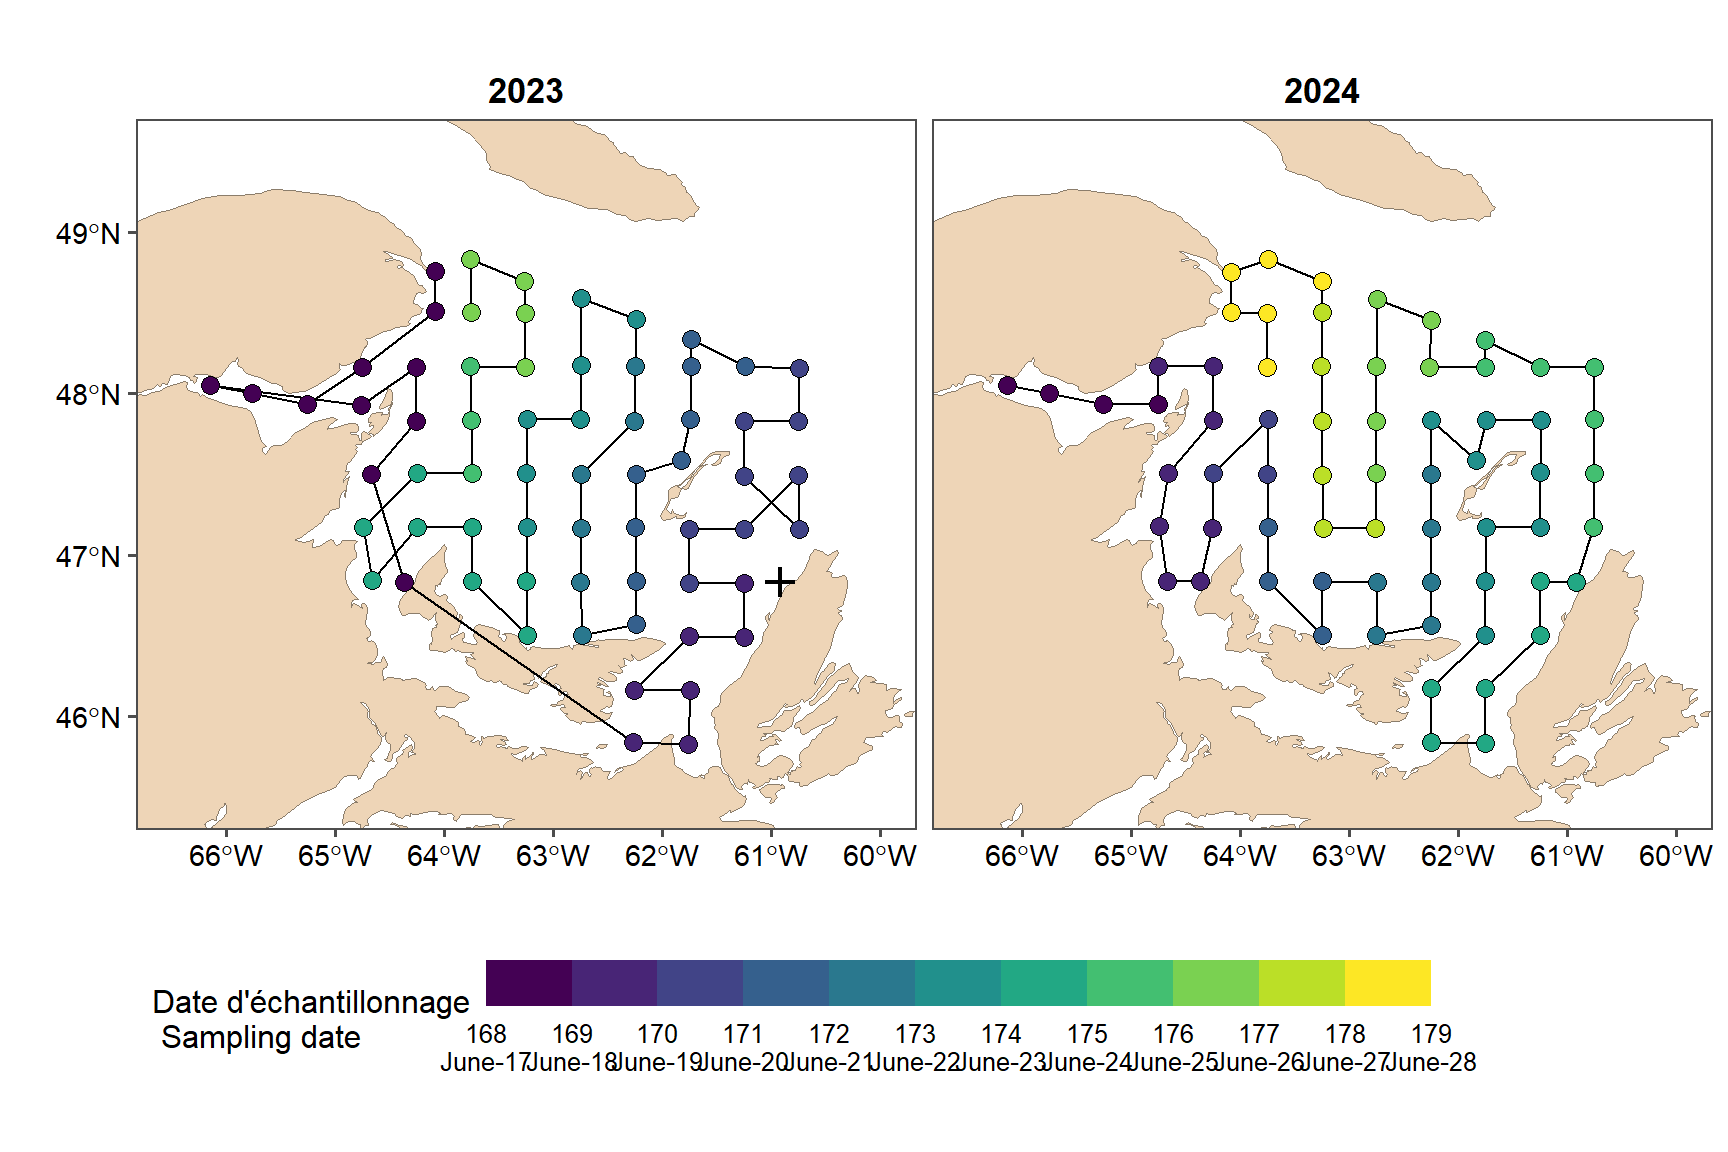 2023 2024
49°N
48°N
47°N
46°N
66°W 65°W 64°W 63°W 62°W 61°W 60°W 66°W 65°W 64°W 63°W 62°W 61°W 60°W
Date d'échantillonnage
Sampling date
168 169 170 171 172 173 174 175 176 177 178 179
June-17 June-18 June-19 June-20 June-21 June-22 June-23 June-24 June-25 June-26 June-27 June-28